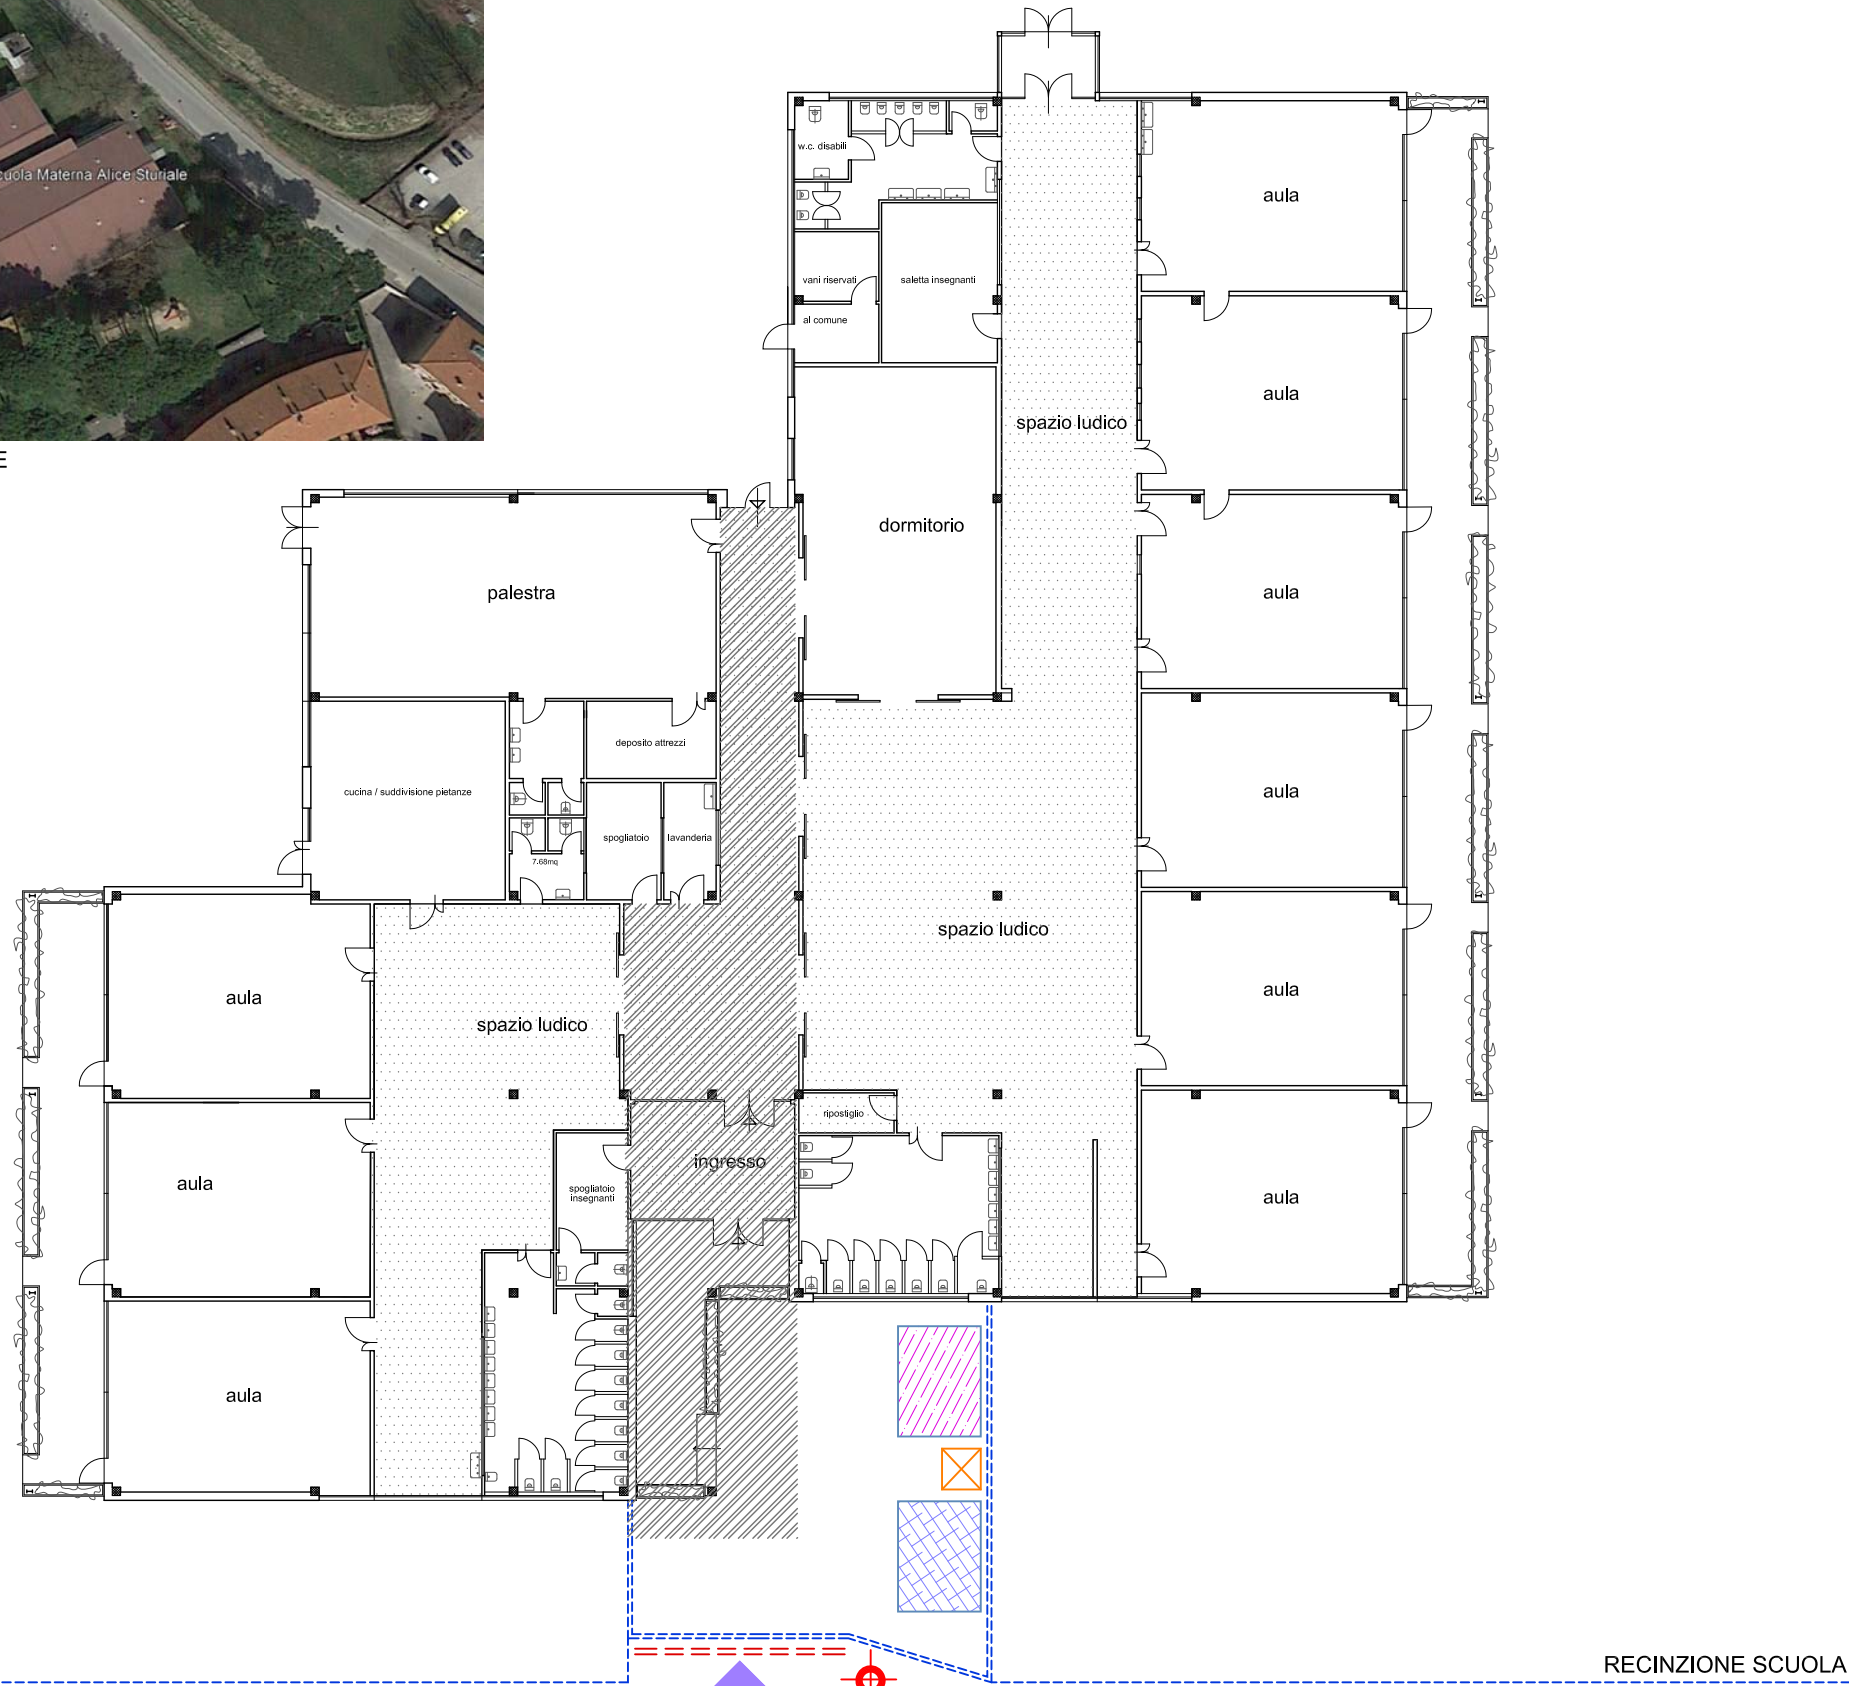 cuola Materna Alice Sturiale
E
w.c. disabili
aula
vani riservati
saletta insegnanti
al comune
aula
spazio ludico
dormitorio
palestra
aula
deposito attrezzi
cucina / suddivisione pietanze
aula
spogliatoio
lavanderia
7.68mq
spazio ludico
aula
aula
spazio ludico
ripostiglio
ingresso
aula
spogliatoio
insegnanti
aula
aula
RECINZIONE SCUOLA